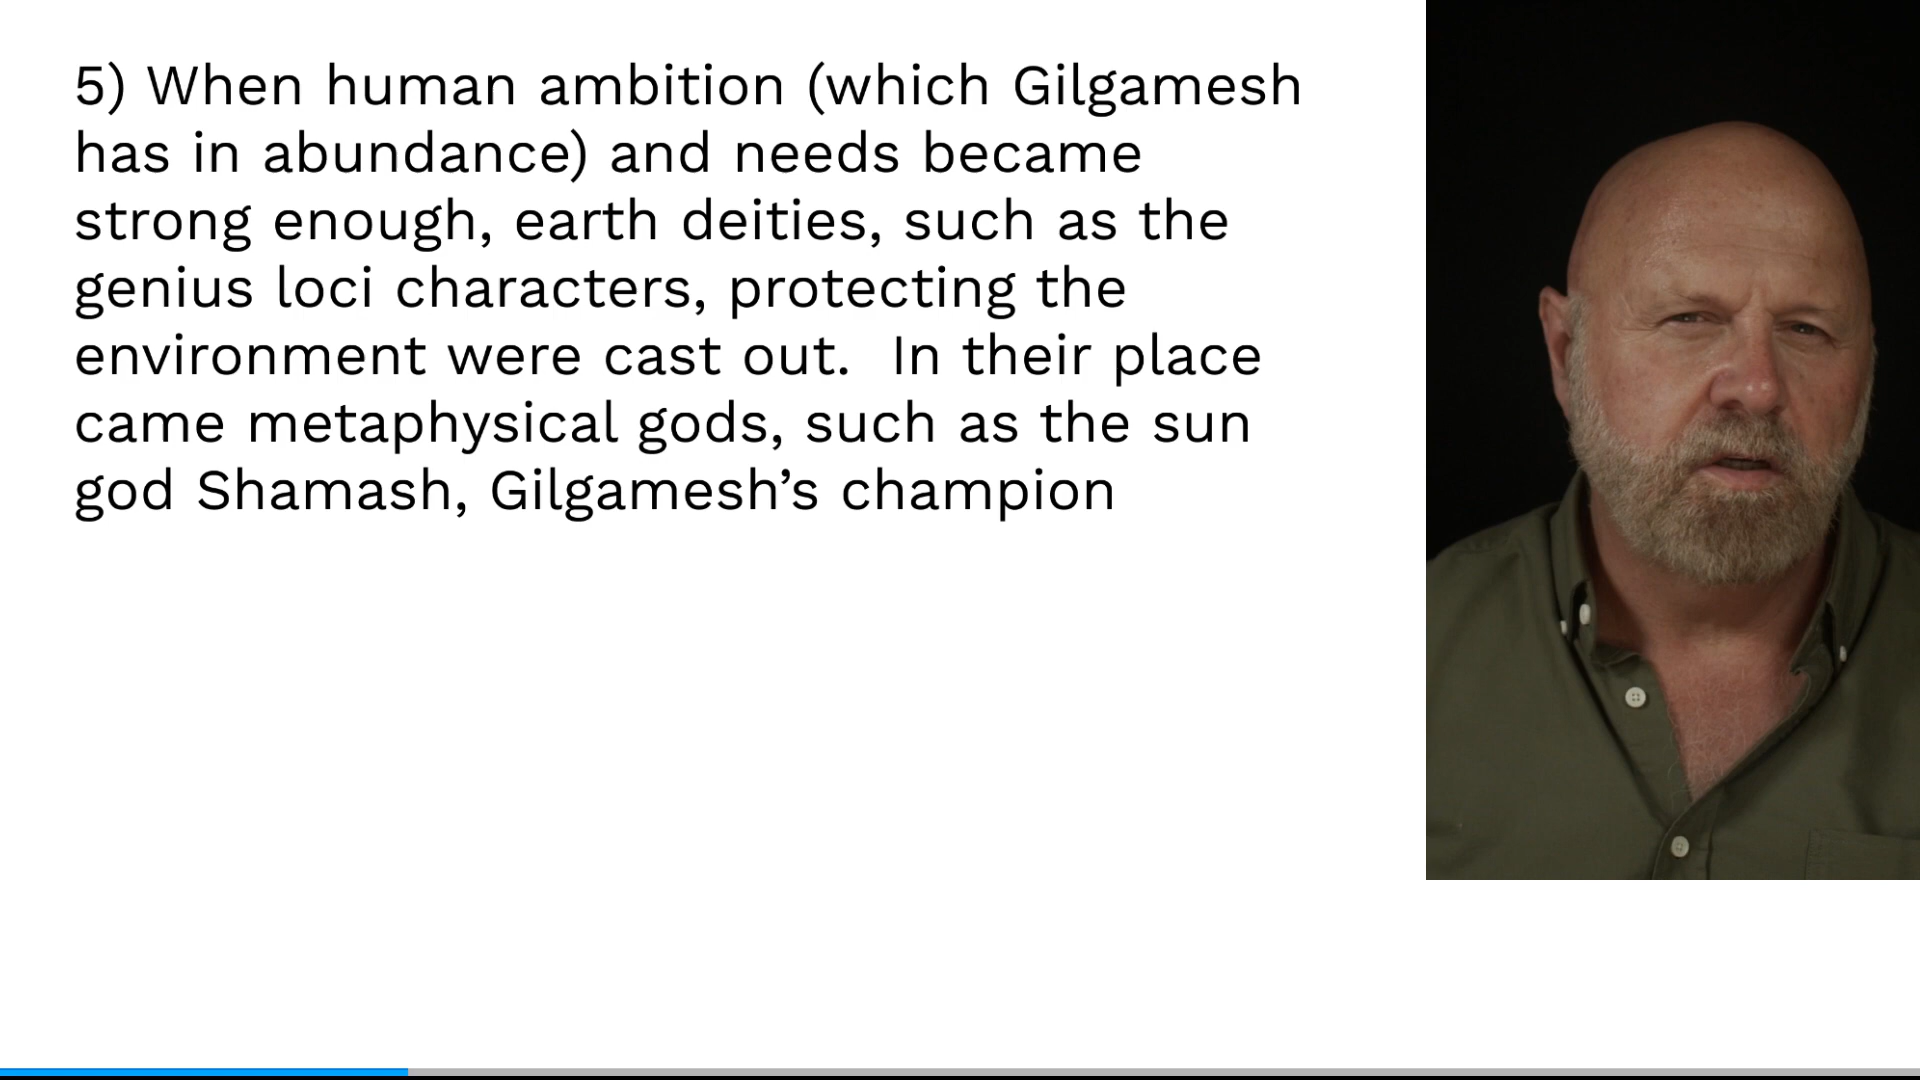 5) When human ambition (which Gilgamesh
has in abundance) and needs became
strong enough, earth deities, such as the
genius loci characters, protecting the
environment were cast out.  In their place
came metaphysical gods, such as the sun
god Shamash, Gilgamesh’s champion